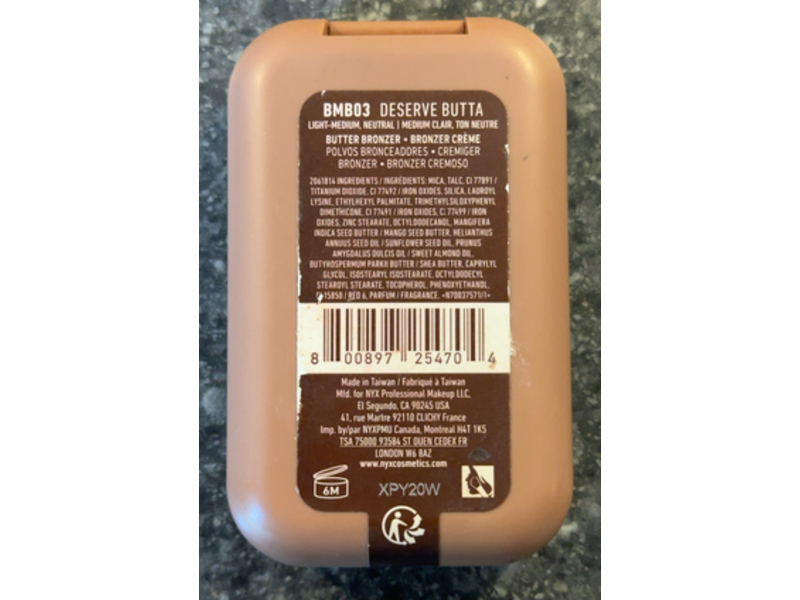 BMB03 DESERVE BUTTA
LIGHT-MEDIUM, NEUTRAL | MEDIUM CLAIR, TON NEUTRE
BUTTER BRONZER • BRONZER CRÈME
POLVOS BRONCEADORES • CREMIGER
BRONZER • BRONZER CREMOSO
2061814 INGREDIENTS / INGRÉDIENTS: MICA, TALC, CI 77891 /
TITANIUM DIOXIDE, CI 77492 / IRON OXIDES, SILICA, LAUROYL
LYSINE, ETHYLHEXYL PALMITATE, TRIMETHYLSILOXYPHENYL
DIMETHICONE, CI 77491 / IRON OXIDES, CI 77499 / IRON
OXIDES, ZINC STEARATE, OCTYLDODECANOL, MANGIFERA
INDICA SEED BUTTER / MANGO SEED BUTTER, HELIANTHUS
ANNUUS SEED OIL / SUNFLOWER SEED OIL, PRUNUS
AMYGDALUS DULCIS OIL / SWEET ALMOND OIL,
BUTYROSPERMUM PARKII BUTTER / SHEA BUTTER, CAPRYLYL
GLYCOL, ISOSTEARYL ISOSTEARATE, OCTYLDODECYL
STEAROYL STEARATE, TOCOPHEROL, PHENOXYETHANOL,
CI 15850 / RED 6, PARFUM / FRAGRANCE. <N70037571/1>
8 00897 25470 4
Made in Taiwan / Fabriqué à Taiwan
Mfd. for NYX Professional Makeup LLC,
El Segundo, CA 90245 USA
41, rue Martre 92110 CLICHY France
Imp. by/par NYXPMU Canada, Montreal H4T 1K5
TSA 75000 93584 ST OUEN CEDEX FR
LONDON W6 8AZ
www.nyxcosmetics.com
6M
XPY20W